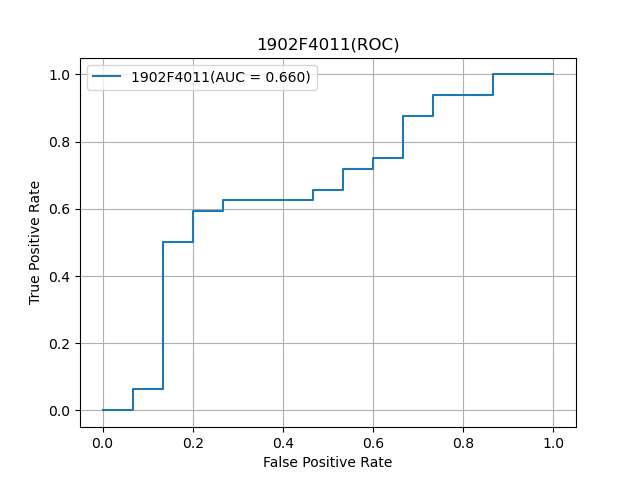 1902F4011(ROC)
1902F4011(AUC = 0.660)
True Positive Rate
1.0
0.8
0.6
0.4
0.2
0.0
0.0 0.2 0.4 0.6 0.8 1.0
False Positive Rate